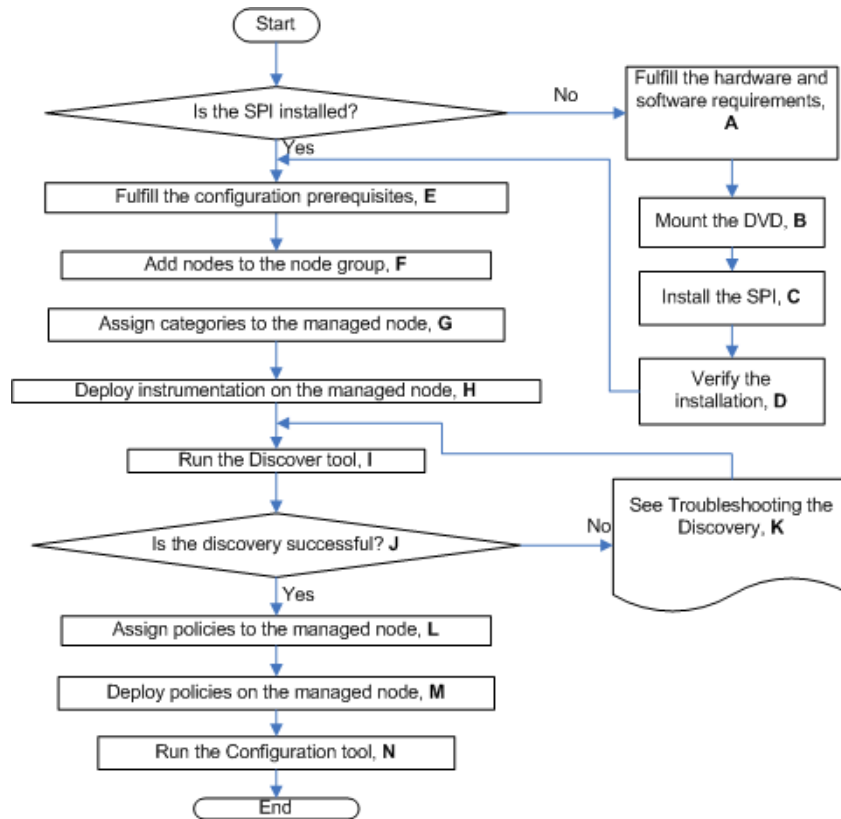 Start
Is the SPI installed?
No
Fulfill the hardware and
software requirements,
A
Yes
Fulfill the configuration prerequisites, E
Mount the DVD, B
Add nodes to the node group, F
Install the SPI, C
Assign categories to the managed node, G
Verify the
installation, D
Deploy instrumentation on the managed node, H
Run the Discover tool, I
See Troubleshooting the
Discovery, K
Is the discovery successful? J
No
Yes
Assign policies to the managed node, L
Deploy policies on the managed node, M
Run the Configuration tool, N
End